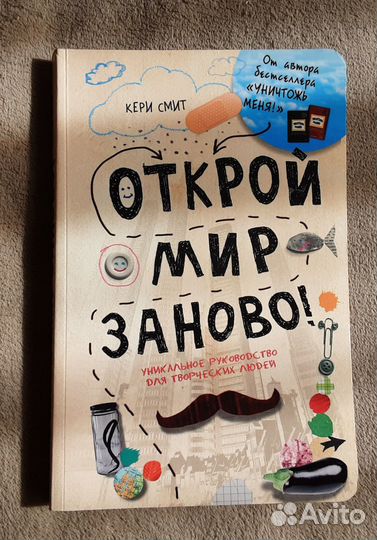 КЕРИ СМИТ
От автора
бестселлера
«УНИЧТОЖЬ
МЕНЯ!»
ОТКРОЙ
МИР
ЗАНОВО!
УНИКАЛЬНОЕ РУКОВОДСТВО
ДЛЯ ТВОРЧЕСКИХ ЛЮДЕЙ
Avito